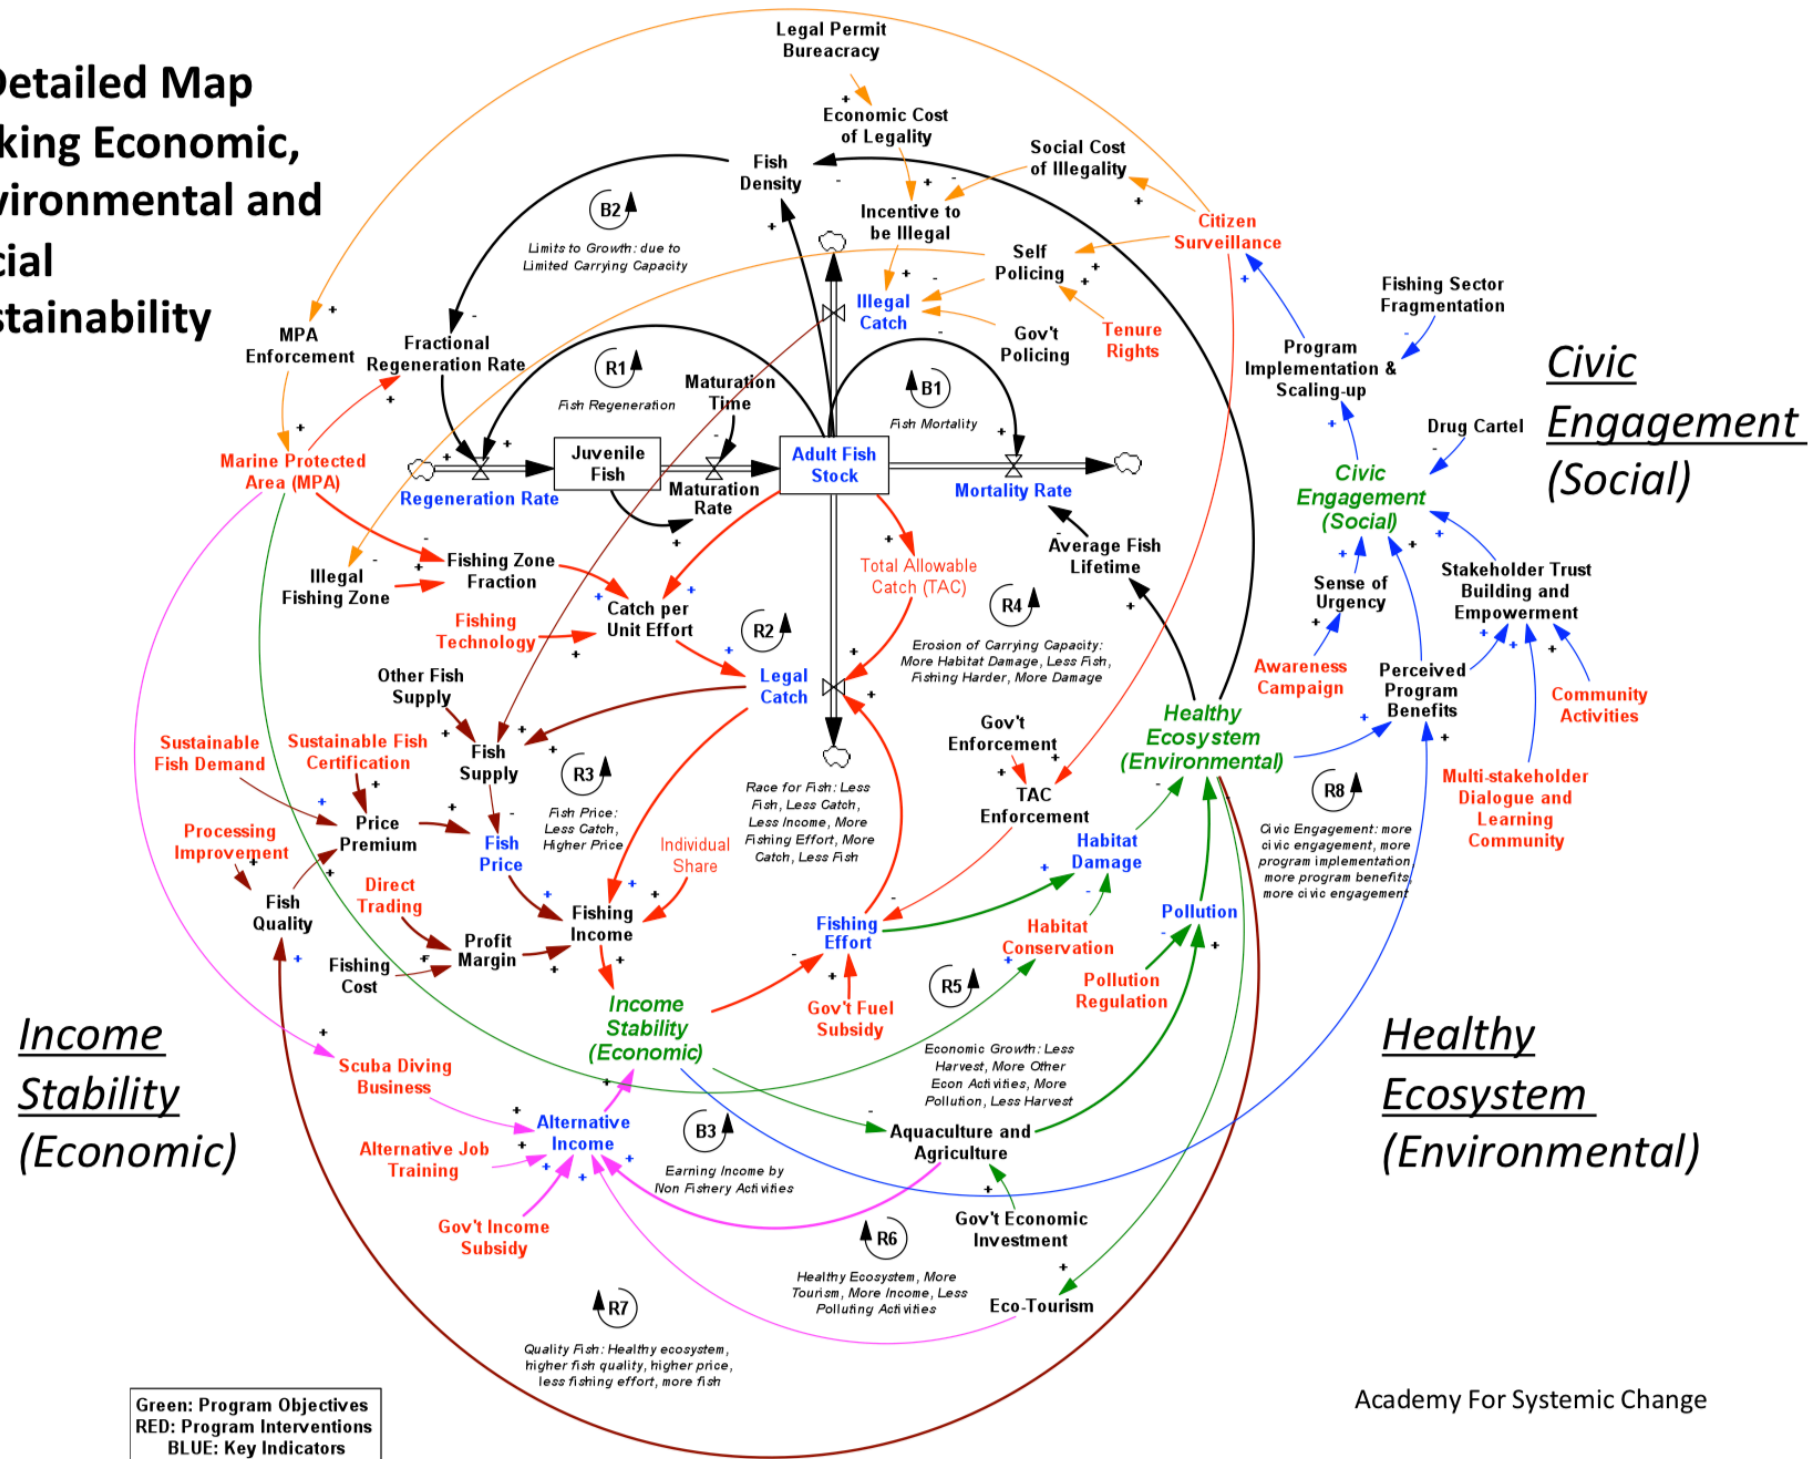 Detailed Map
king Economic,
vironmental and
cial
stainability
Legal Permit
Bureacracy
Economic Cost
of Legality
Social Cost
of Illegality
Fish
Density
Incentive to
be Illegal
Citizen
Surveillance
B2
Limits to Growth: due to
Limited Carrying Capacity
Self
Policing
Illegal
Catch
Gov't
Policing
Tenure
Rights
Fishing Sector
Fragmentation
Program
Implementation &
Scaling-up
Civic
Engagement
(Social)
MPA
Enforcement
Fractional
Regeneration Rate
R1
Fish Regeneration
Maturation
Time
B1
Fish Mortality
Drug Cartel
Marine Protected
Area (MPA)
Regeneration Rate
Juvenile
Fish
Maturation
Rate
Adult Fish
Stock
Mortality Rate
Civic
Engagement
(Social)
Illegal
Fishing Zone
Fishing Zone
Fraction
Average Fish
Lifetime
Total Allowable
Catch (TAC)
Sense of
Urgency
Stakeholder Trust
Building and
Empowerment
Fishing
Technology
Catch per
Unit Effort
R2
R4
Erosion of Carrying Capacity:
More Habitat Damage, Less Fish,
Fishing Harder, More Damage
Awareness
Campaign
Perceived
Program
Benefits
Community
Activities
Other Fish
Supply
Legal
Catch
Healthy
Ecosystem
(Environmental)
Sustainable
Fish Demand
Sustainable Fish
Certification
Fish
Supply
R3
Fish Price:
Less Catch,
Higher Price
Race for Fish: Less
Fish, Less Catch,
Less Income, More
Fishing Effort, More
Catch, Less Fish
Gov't
Enforcement
TAC
Enforcement
R8
Civic Engagement: more
civic engagement, more
program implementation,
more program benefits,
more civic engagement
Multi-stakeholder
Dialogue and
Learning
Community
Processing
Improvement
Price
Premium
Fish
Price
Individual
Share
Habitat
Damage
Direct
Trading
Fish
Quality
Fishing
Income
Fishing
Effort
Habitat
Conservation
Pollution
Profit
Margin
Fishing
Cost
Pollution
Regulation
R5
Income
Stability
(Economic)
Gov't Fuel
Subsidy
Income
Stability
(Economic)
Healthy
Ecosystem
(Environmental)
Economic Growth: Less
Harvest, More Other
Econ Activities, More
Pollution, Less Harvest
Scuba Diving
Business
Alternative
Income
B3
Earning Income by
Non Fishery Activities
Aquaculture and
Agriculture
Alternative Job
Training
Gov't Income
Subsidy
Gov't Economic
Investment
R6
Healthy Ecosystem, More
Tourism, More Income, Less
Polluting Activities
Eco-Tourism
R7
Quality Fish: Healthy ecosystem,
higher fish quality, higher price,
less fishing effort, more fish
Green: Program Objectives
RED: Program Interventions
BLUE: Key Indicators
Academy For Systemic Change